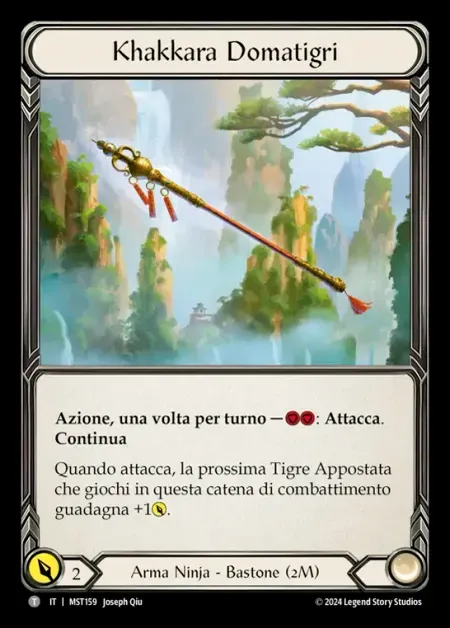 Khakkara Domatigri
Azione, una volta per turno — : Attacca.
Continua
Quando attacca, la prossima Tigre Appostata
che giochi in questa catena di combattimento
guadagna +1.
2
Arma Ninja - Bastone (2M)
T IT | MST159 Joseph Qiu
© 2024 Legend Story Studios